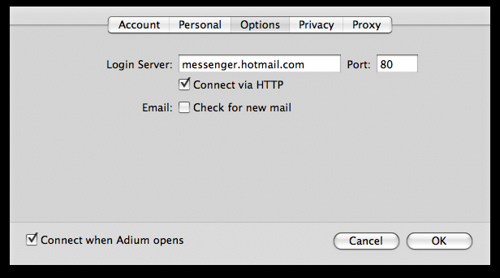 Account Personal Options Privacy Proxy
Login Server: messenger.hotmail.com Port: 80
Connect via HTTP
Email: Check for new mail
Connect when Adium opens Cancel OK